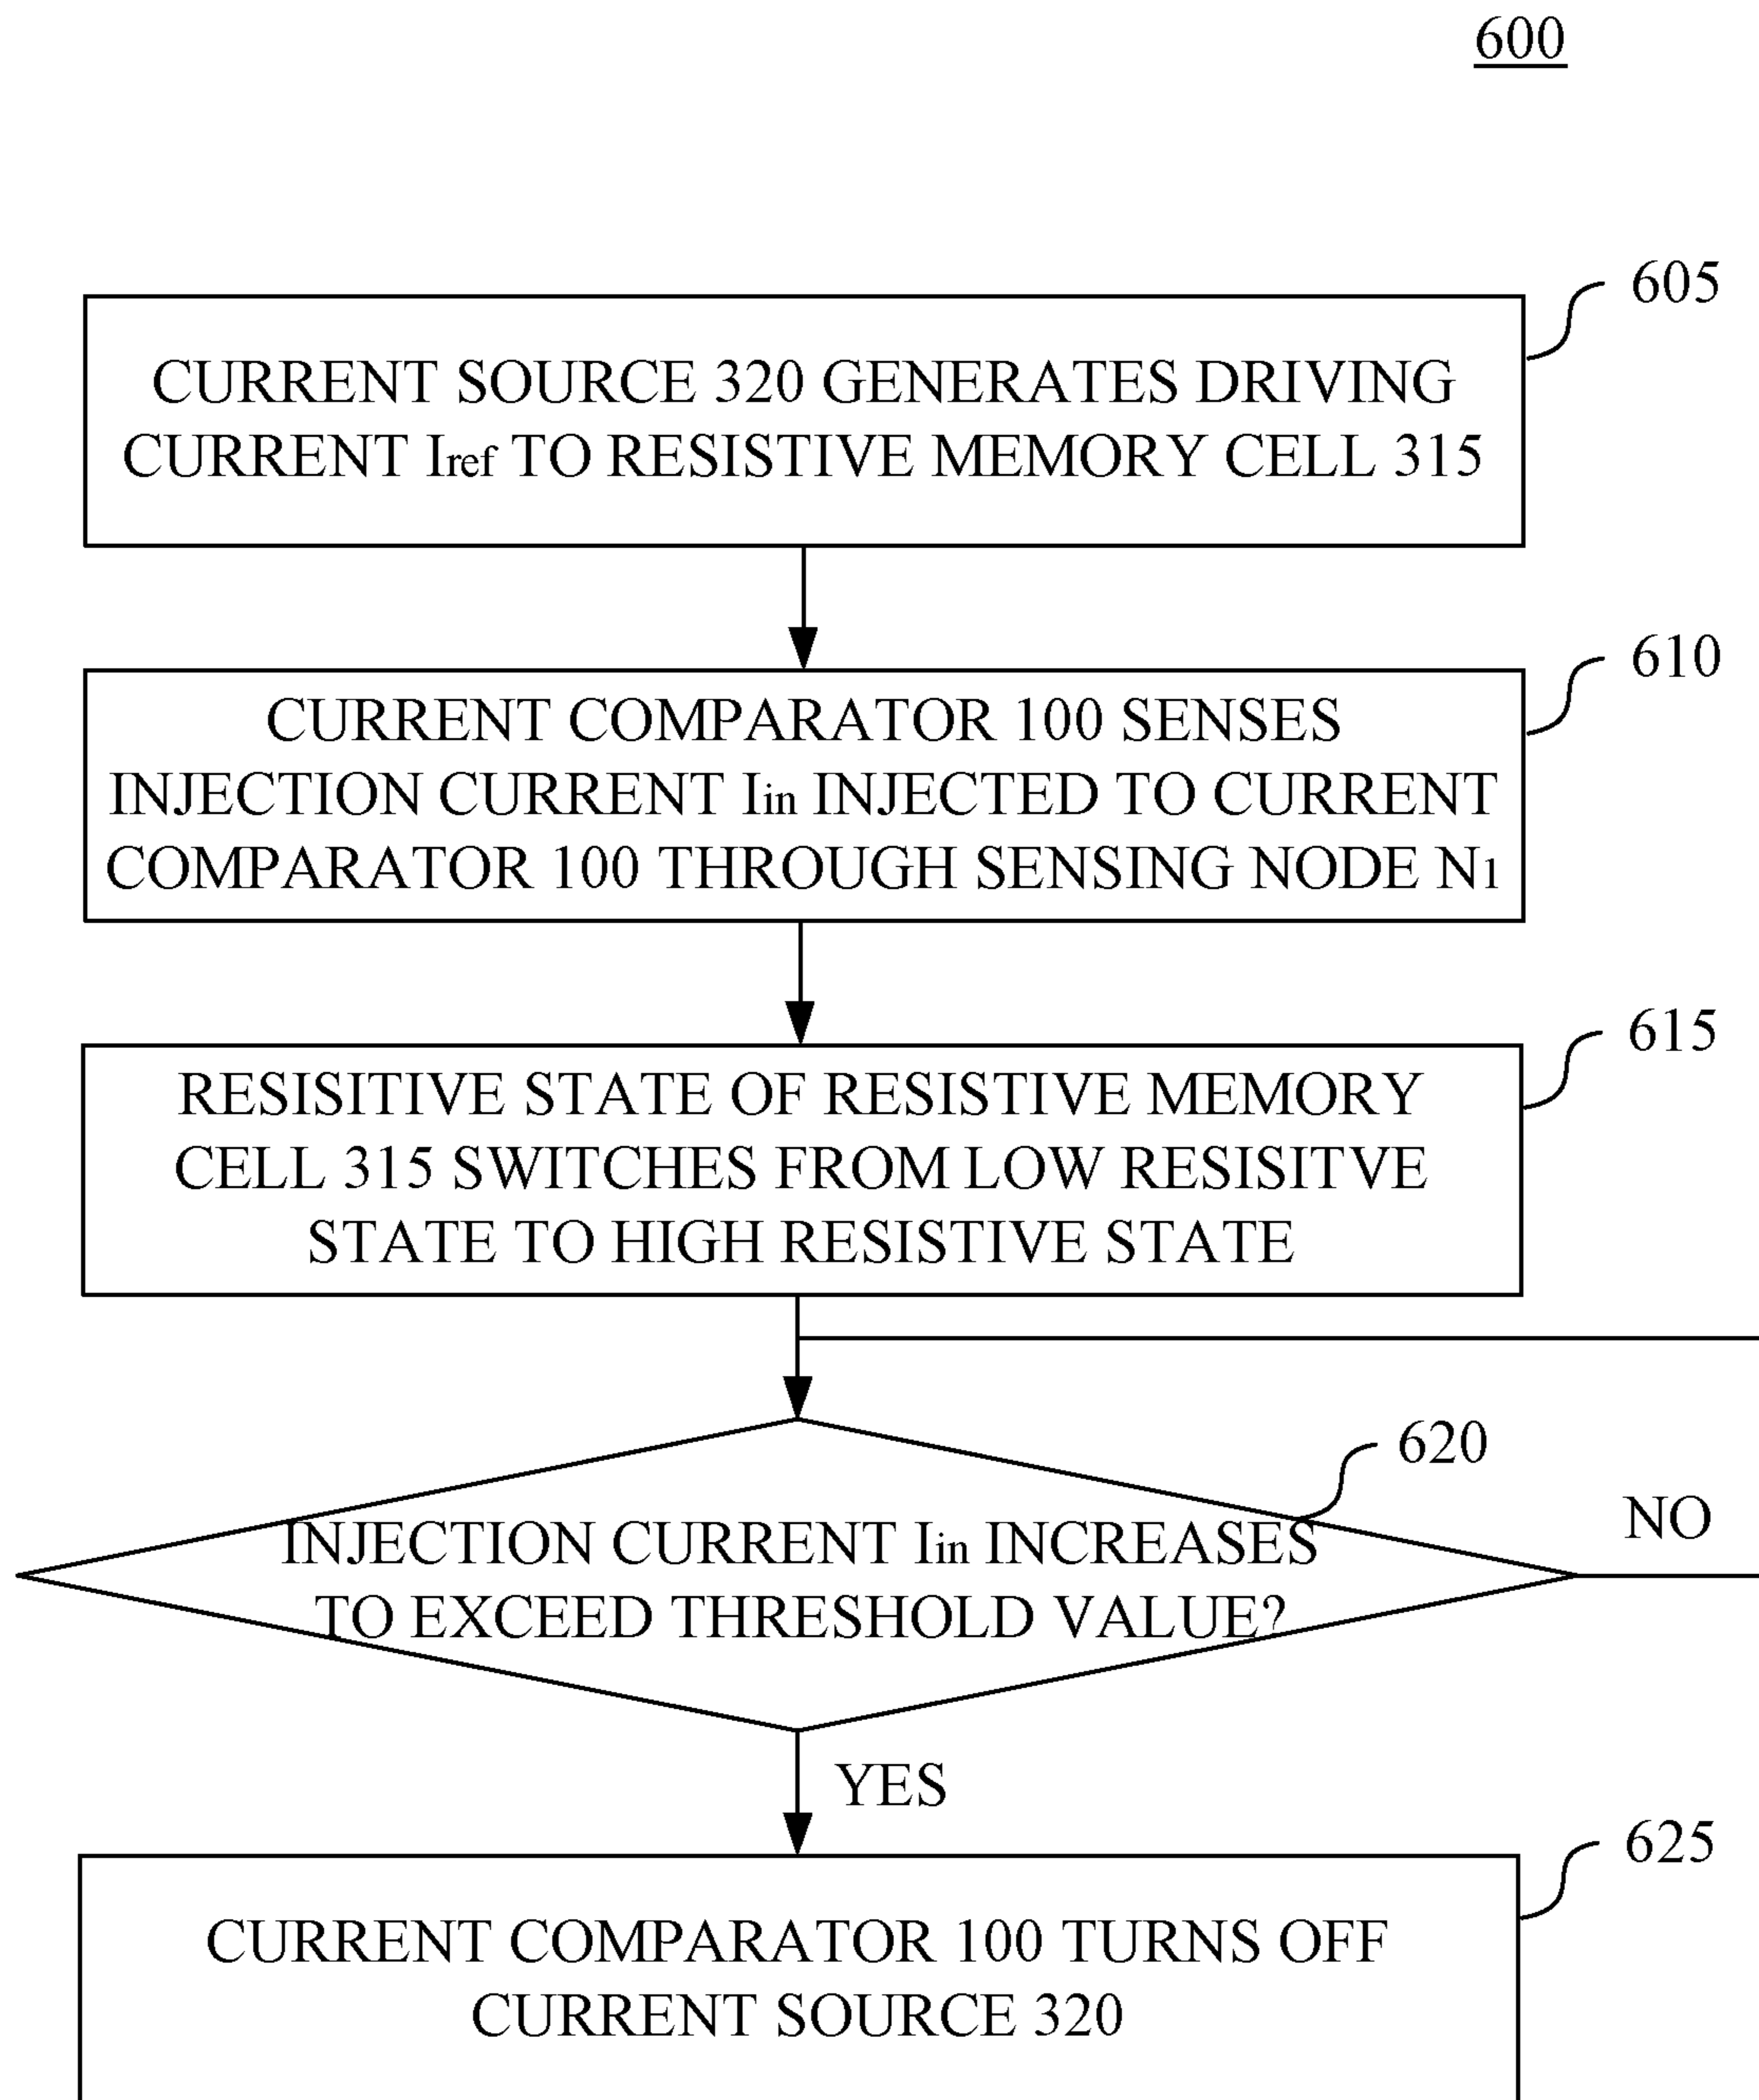 600
605
CURRENT SOURCE 320 GENERATES DRIVING
CURRENT Iref TO RESISTIVE MEMORY CELL 315
610
CURRENT COMPARATOR 100 SENSES
INJECTION CURRENT Iin INJECTED TO CURRENT
COMPARATOR 100 THROUGH SENSING NODE N1
615
RESISITIVE STATE OF RESISTIVE MEMORY
CELL 315 SWITCHES FROM LOW RESISITVE
STATE TO HIGH RESISTIVE STATE
620
NO
INJECTION CURRENT Iin INCREASES
TO EXCEED THRESHOLD VALUE?
YES
625
CURRENT COMPARATOR 100 TURNS OFF
CURRENT SOURCE 320